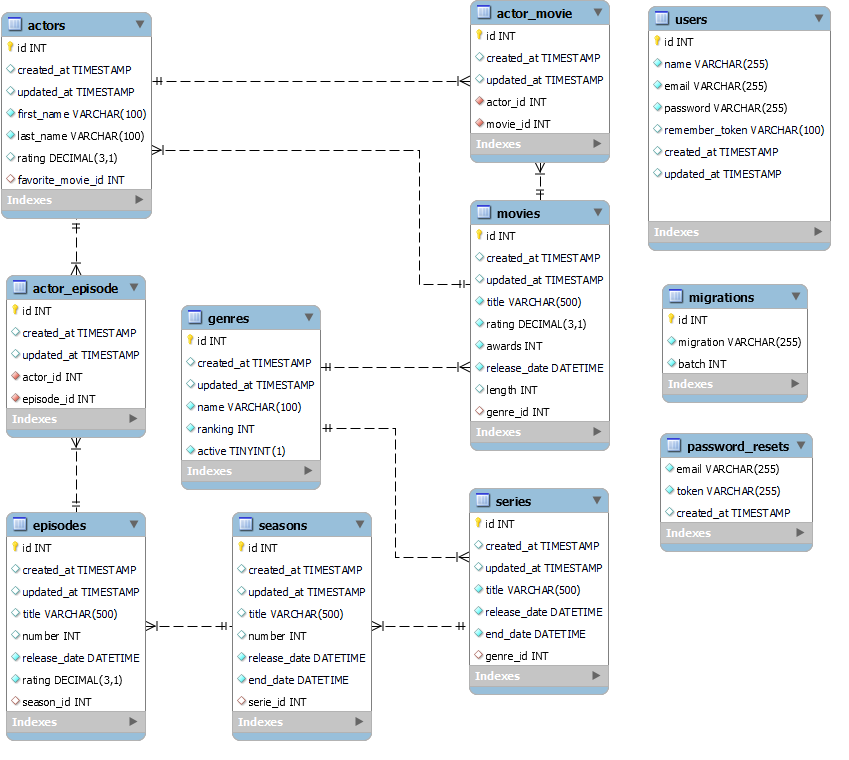 actors
id INT
created_at TIMESTAMP
updated_at TIMESTAMP
first_name VARCHAR(100)
last_name VARCHAR(100)
rating DECIMAL(3,1)
favorite_movie_id INT
Indexes
actor_movie
id INT
created_at TIMESTAMP
updated_at TIMESTAMP
actor_id INT
movie_id INT
Indexes
users
id INT
name VARCHAR(255)
email VARCHAR(255)
password VARCHAR(255)
remember_token VARCHAR(100)
created_at TIMESTAMP
updated_at TIMESTAMP
Indexes
movies
id INT
created_at TIMESTAMP
updated_at TIMESTAMP
title VARCHAR(500)
rating DECIMAL(3,1)
awards INT
release_date DATETIME
length INT
genre_id INT
Indexes
actor_episode
id INT
created_at TIMESTAMP
updated_at TIMESTAMP
actor_id INT
episode_id INT
Indexes
genres
id INT
created_at TIMESTAMP
updated_at TIMESTAMP
name VARCHAR(100)
ranking INT
active TINYINT(1)
Indexes
migrations
id INT
migration VARCHAR(255)
batch INT
Indexes
password_resets
email VARCHAR(255)
token VARCHAR(255)
created_at TIMESTAMP
Indexes
episodes
id INT
created_at TIMESTAMP
updated_at TIMESTAMP
title VARCHAR(500)
number INT
release_date DATETIME
rating DECIMAL(3,1)
season_id INT
Indexes
seasons
id INT
created_at TIMESTAMP
updated_at TIMESTAMP
title VARCHAR(500)
number INT
release_date DATETIME
end_date DATETIME
serie_id INT
Indexes
series
id INT
created_at TIMESTAMP
updated_at TIMESTAMP
title VARCHAR(500)
release_date DATETIME
end_date DATETIME
genre_id INT
Indexes